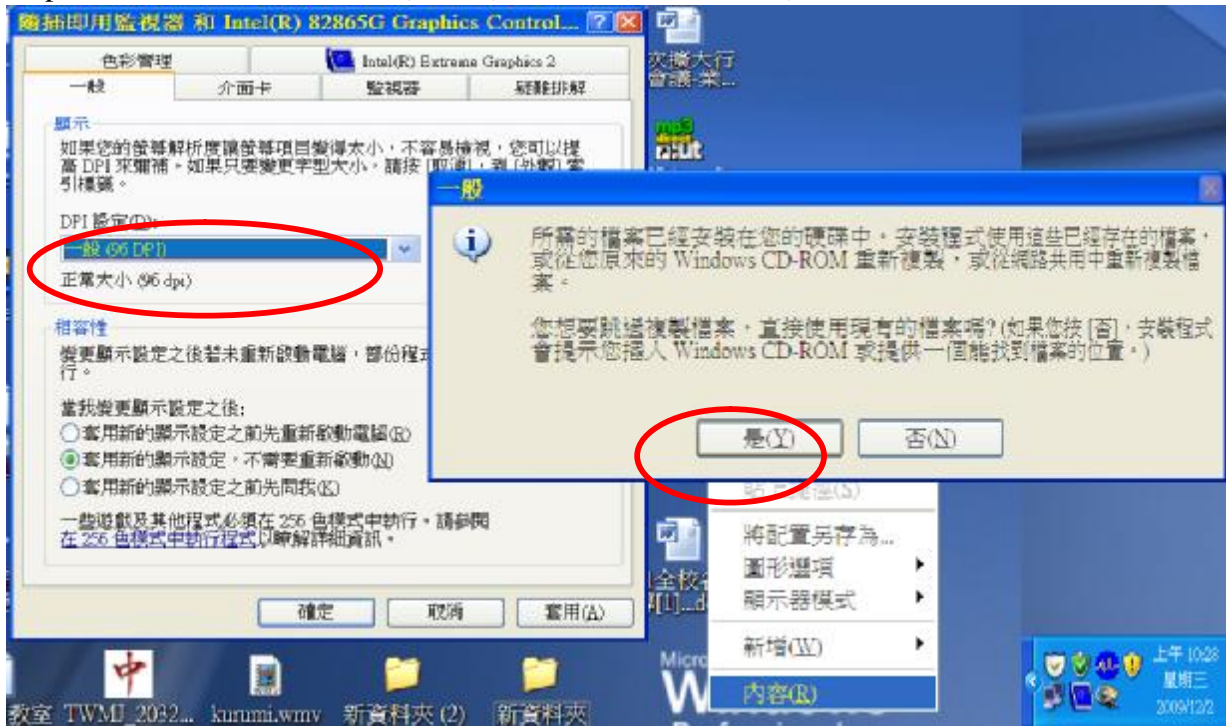 隨插即用監視器 和 Intel(R) 82865G Graphics Control...
色彩管理
Intel(R) Extreme Graphics 2
一般
介面卡
監視器
疑難排解
顯示
如果您的螢幕解析度讓螢幕項目變得太小，不容易檢視，您可以提
高 DPI 來彌補。如果只要變更字型大小，請按 [取消]，到 [外觀] 索
引標籤。
DPI 設定(D):
一般 (96 DPI)
正常大小 (96 dpi)
相容性
變更顯示設定之後若未重新啟動電腦，部份程式
行。
當我變更顯示設定之後:
套用新的顯示設定之前先重新啟動電腦(R)
套用新的顯示設定，不需要重新啟動(N)
套用新的顯示設定之前先問我(K)
一些遊戲及其他程式必須在 256 色模式中執行。請參閱
在 256 色模式中執行程式以瞭解詳細資訊。
確定
取消
套用(A)
交擴大行
會議-業...
mp3
一般
所需的檔案已經安裝在您的硬碟中。安裝程式使用這些已經存在的檔案，
或從您原來的 Windows CD-ROM 重新複製，或從網路共用中重新複製檔
案。
您想要跳過複製檔案，直接使用現有的檔案嗎? (如果您按 [否]，安裝程式
會提示您插入 Windows CD-ROM 或提供一個能找到檔案的位置。)
是(Y)
否(N)
貼上捷徑(S)
將配置另存為...
圖形選項
顯示器模式
新增(W)
內容(R)
全校
[1]...d
Micro
W
中
教室
TWMJ_2032...
kurumi.wmv
新資料夾 (2)
新資料夾
上午 10:28
星期三
2009/12/2